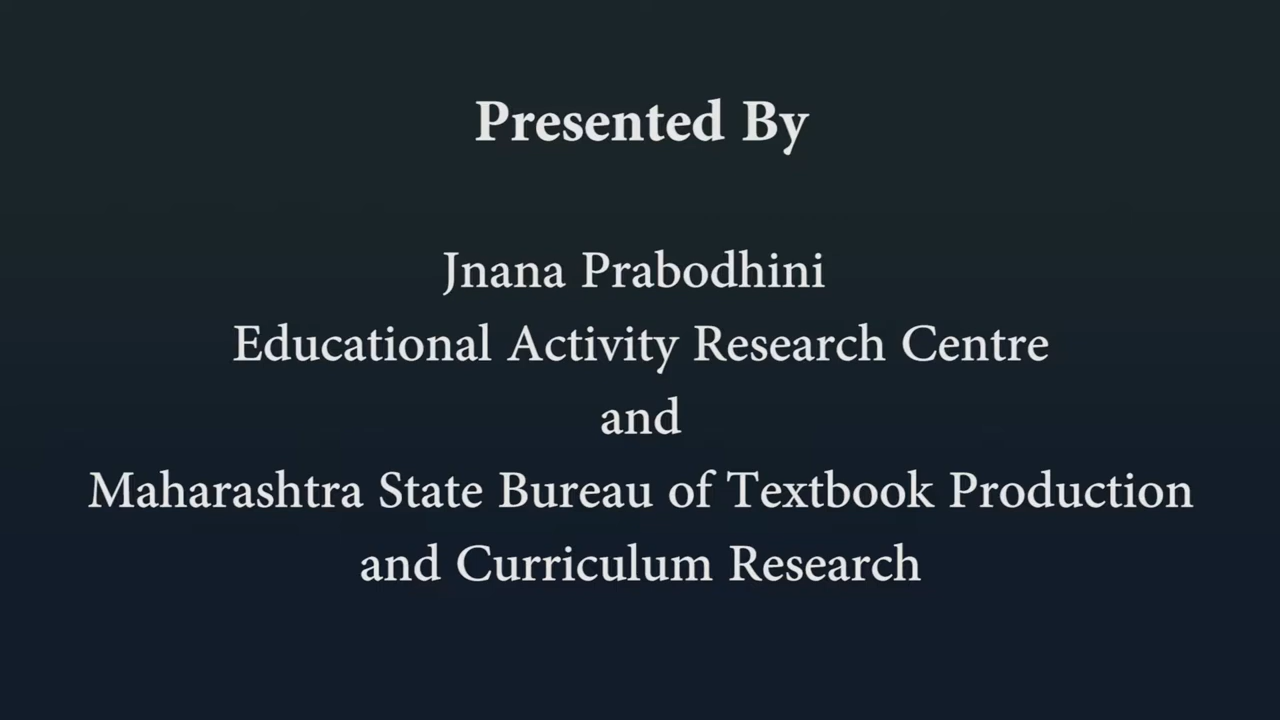 Presented By
Jnana Prabodhini
Educational Activity Research Centre
and
Maharashtra State Bureau of Textbook Production
and Curriculum Research